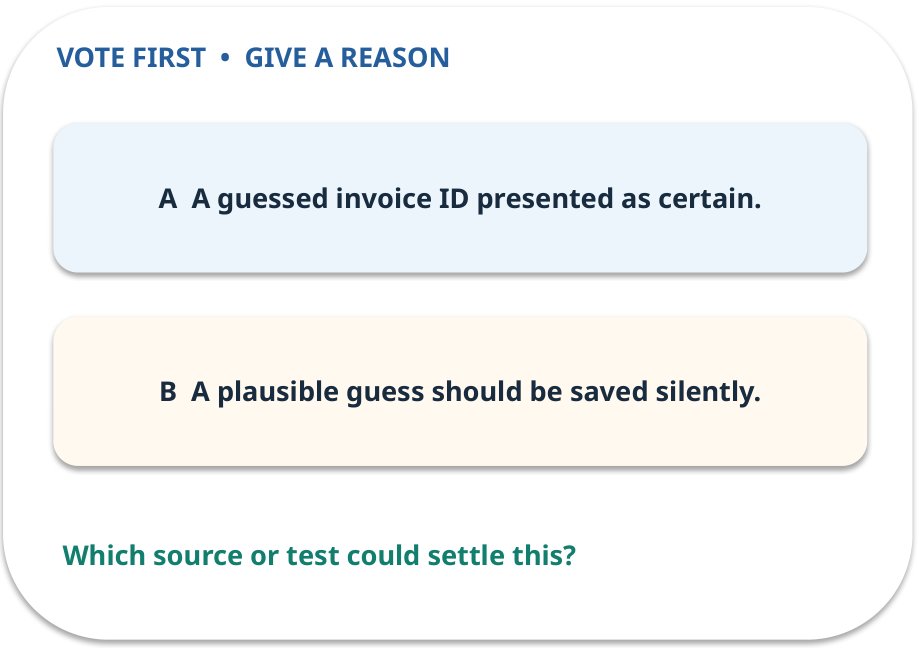 VOTE FIRST • GIVE A REASON
A A guessed invoice ID presented as certain.
B A plausible guess should be saved silently.
Which source or test could settle this?